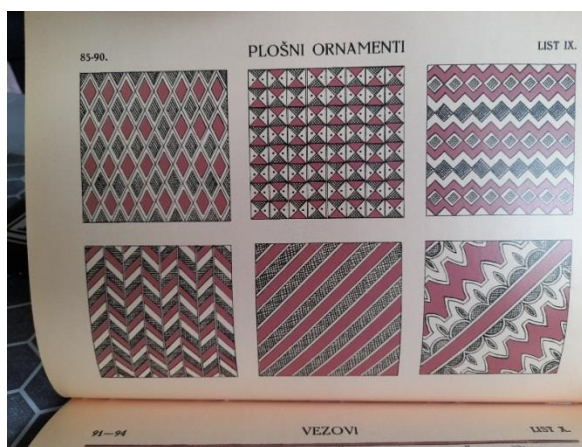 85-90. PLOŠNI ORNAMENTI LIST IX.
91—94 VEZOVI LIST X.